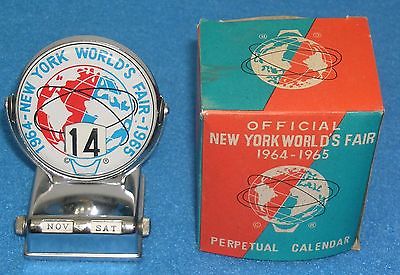 1964-NEW YORK WORLD'S FAIR-1965
14
NOV SAT
©
®
OFFICIAL
NEW YORK WORLD'S FAIR
1964-1965
©
®
PERPETUAL CALENDAR